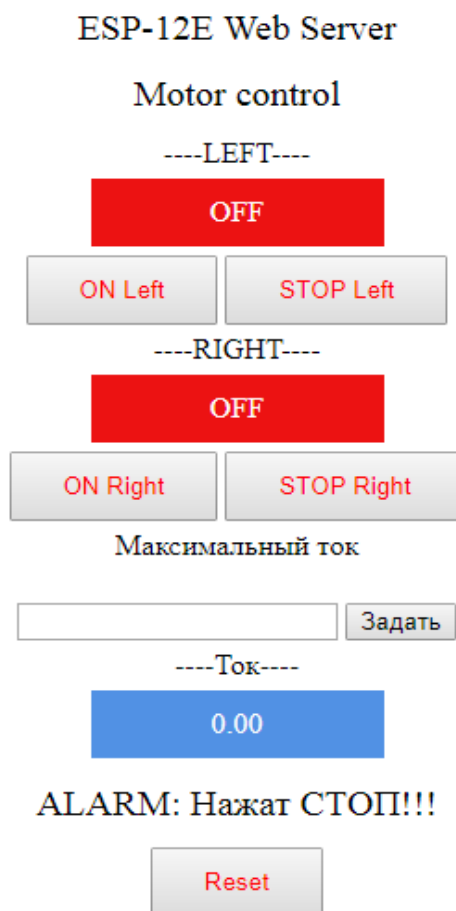 ESP-12E Web Server
Motor control
----LEFT----
OFF
ON Left STOP Left
----RIGHT----
OFF
ON Right STOP Right
Максимальный ток
Задать
----Ток----
0.00
ALARM: Нажат СТОП!!!
Reset